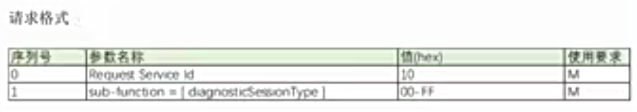 请求格式
序列号 参数名称 值(hex) 使用要求
0 Request Service Id 10 M
1 sub-function = [ diagnosticSessionType ] 00-FF M